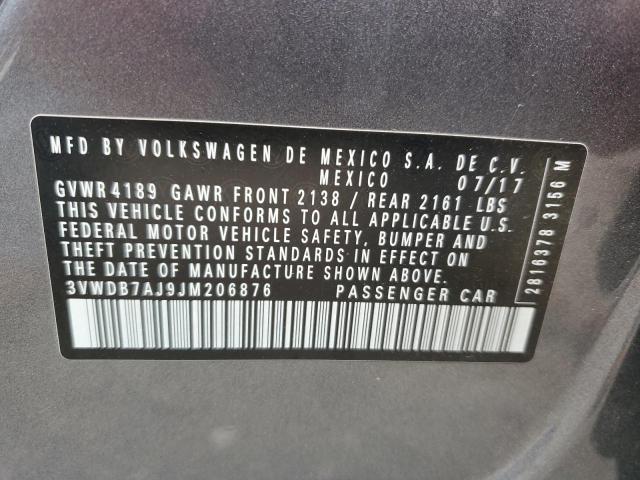 MFD BY VOLKSWAGEN DE MEXICO S.A. DE C.V.
MEXICO 07/17
GVWR 4189 GAWR FRONT 2138 / REAR 2161 LBS
THIS VEHICLE CONFORMS TO ALL APPLICABLE U.S.
FEDERAL MOTOR VEHICLE SAFETY, BUMPER AND
THEFT PREVENTION STANDARDS IN EFFECT ON
THE DATE OF MANUFACTURE SHOWN ABOVE.
3VWDB7AJ9JM206876 PASSENGER CAR
2816378 3156 M